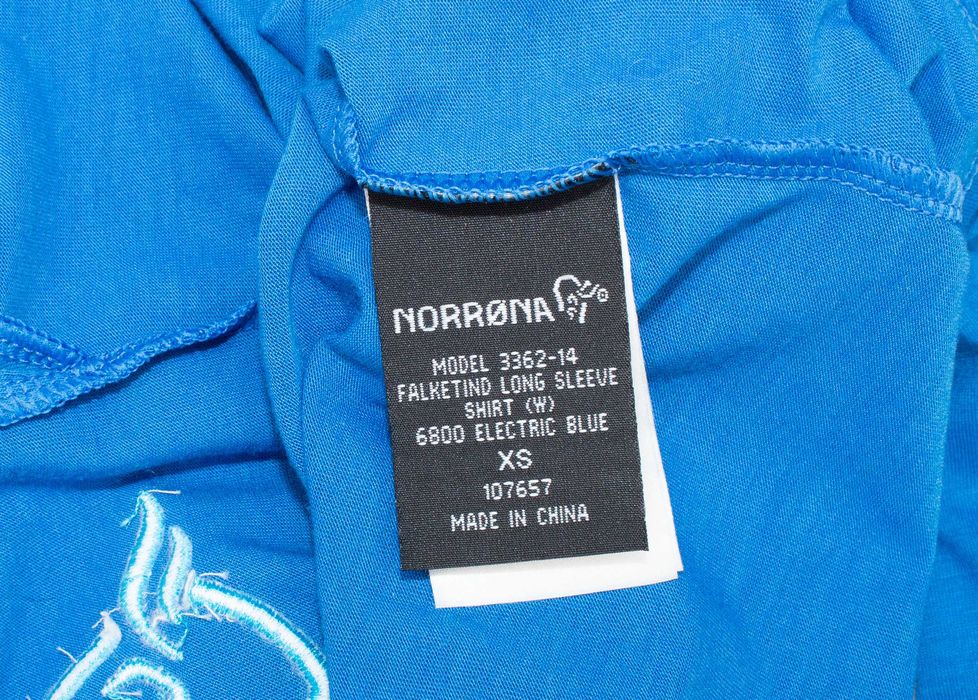 NORRØNA
MODEL 3362-14
FALKETIND LONG SLEEVE
SHIRT (W)
6800 ELECTRIC BLUE
XS
107657
MADE IN CHINA